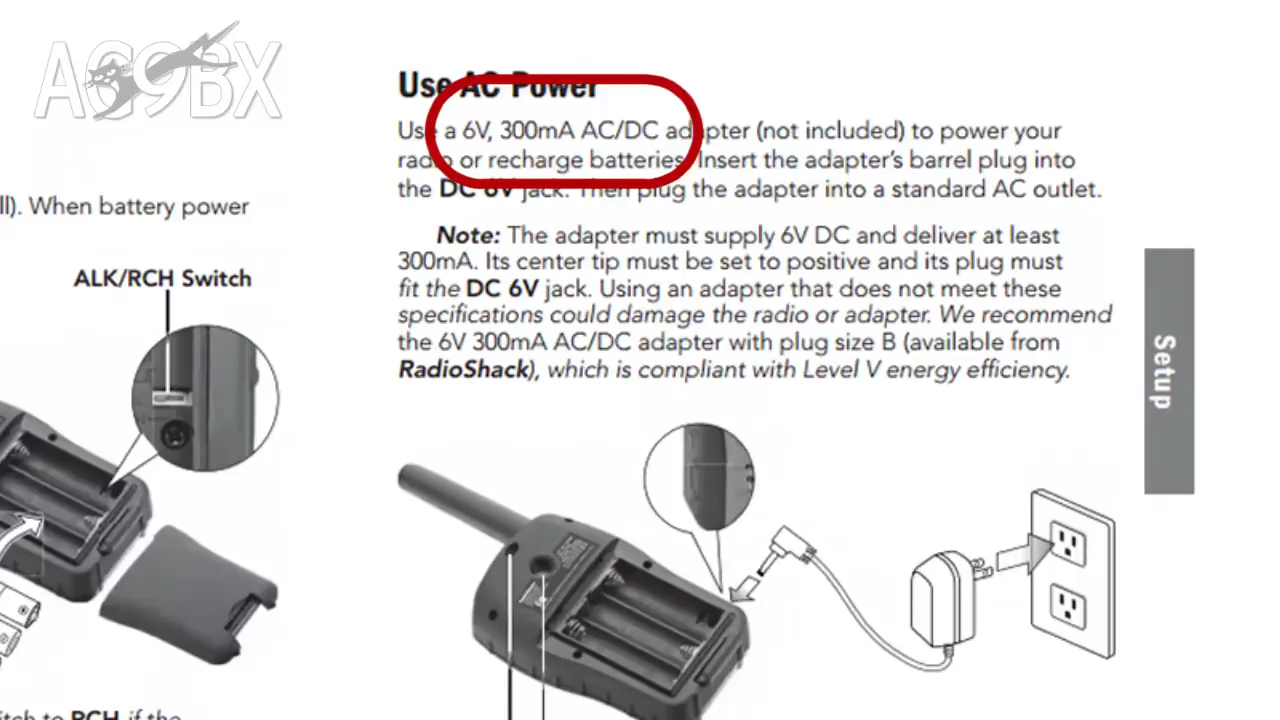 AC9BX
ll). When battery power
ALK/RCH Switch
Use AC Power
Use a 6V, 300mA AC/DC adapter (not included) to power your
radio or recharge batteries. Insert the adapter's barrel plug into
the DC 6V jack. Then plug the adapter into a standard AC outlet.
Note: The adapter must supply 6V DC and deliver at least
300mA. Its center tip must be set to positive and its plug must
fit the DC 6V jack. Using an adapter that does not meet these
specifications could damage the radio or adapter. We recommend
the 6V 300mA AC/DC adapter with plug size B (available from
RadioShack), which is compliant with Level V energy efficiency.
Setup
itch to RCH if the